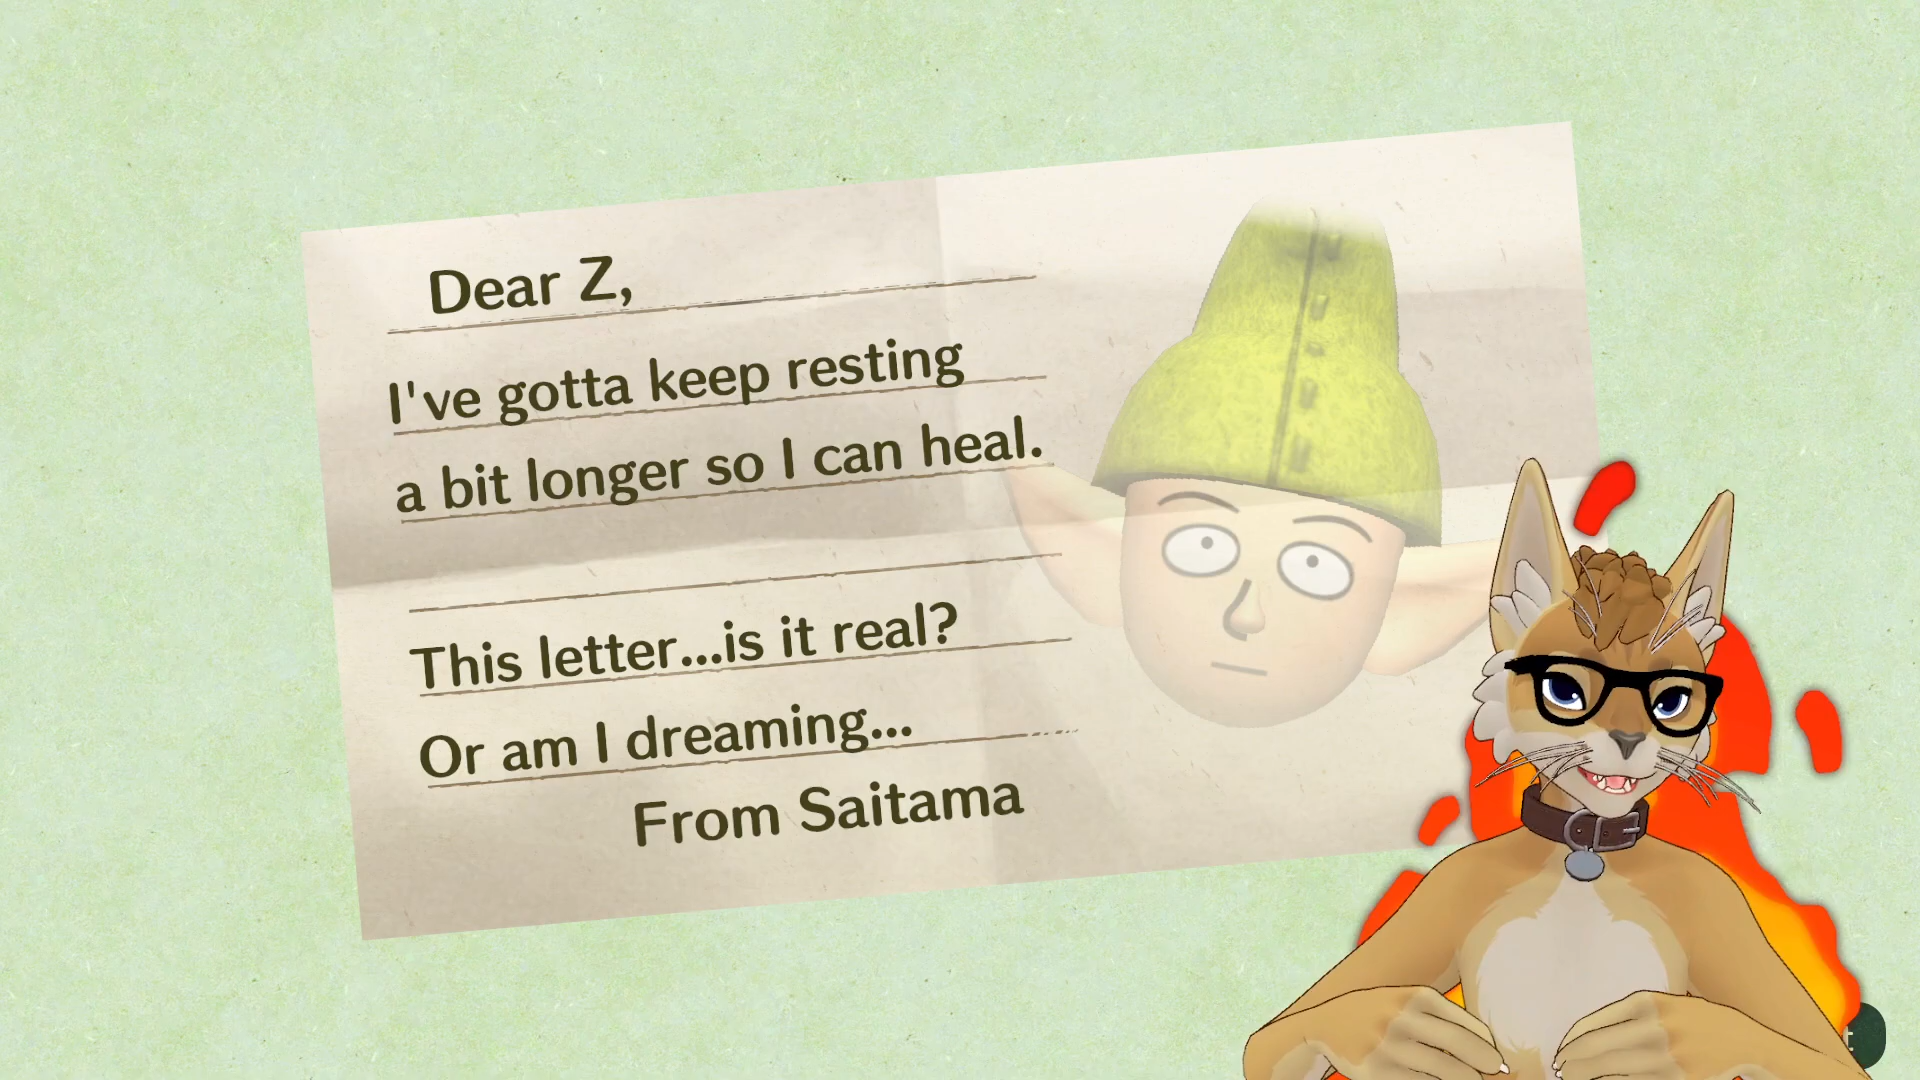 Dear Z,
I've gotta keep resting
a bit longer so I can heal.
This letter...is it real?
Or am I dreaming...
From Saitama